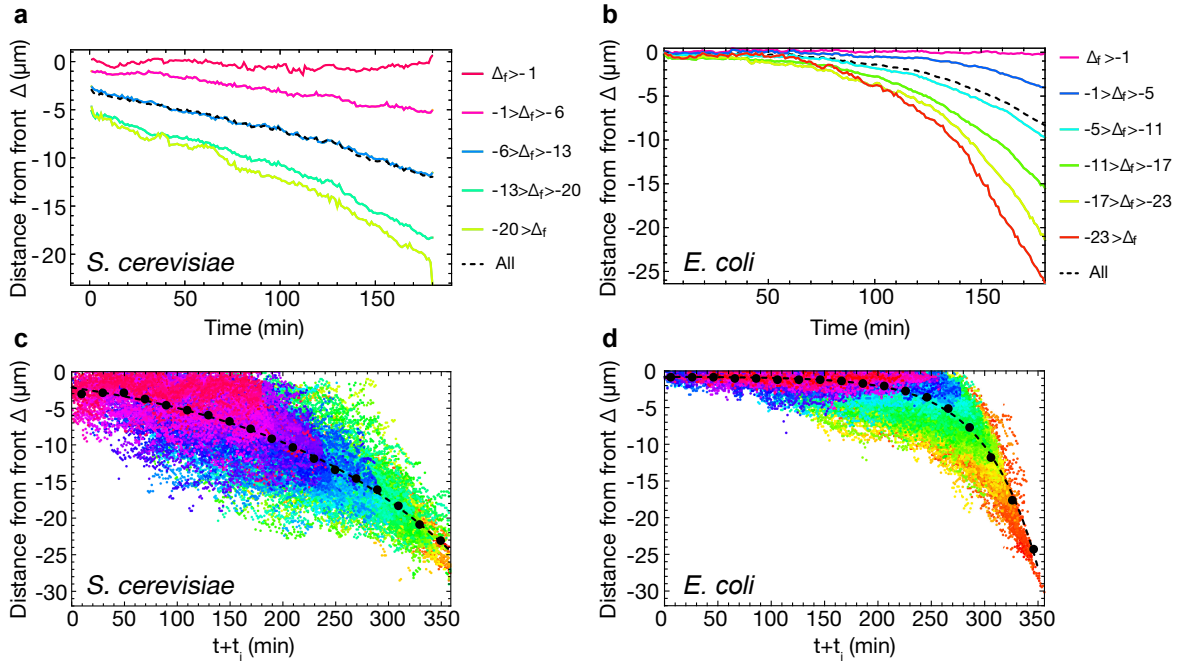 a
Distance from front Δ (μm)
0
-5
-10
-15
-20
S. cerevisiae
0 50 100 150
Time (min)
Δf>-1
-1>Δf>-6
-6>Δf>-13
-13>Δf>-20
-20>Δf
All
b
Distance from front Δ (μm)
0
-5
-10
-15
-20
-25
E. coli
50 100 150
Time (min)
Δf>-1
-1>Δf>-5
-5>Δf>-11
-11>Δf>-17
-17>Δf>-23
-23>Δf
All
c
Distance from front Δ (μm)
0
-5
-10
-15
-20
-25
-30
S. cerevisiae
0 50 100 150 200 250 300 350
t+ti (min)
d
Distance from front Δ (μm)
0
-5
-10
-15
-20
-25
-30
E. coli
0 50 100 150 200 250 300 350
t+ti (min)